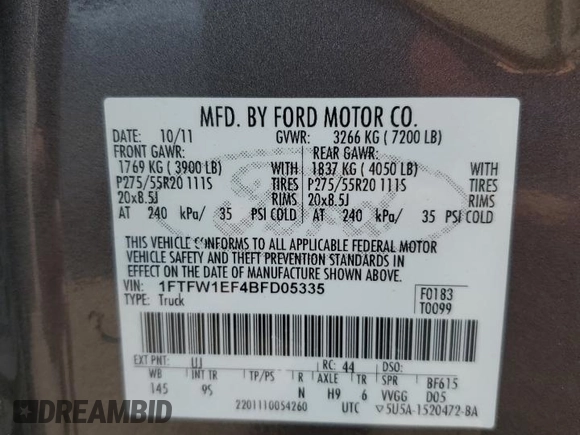 MFD. BY FORD MOTOR CO.
DATE: 10/11 GVWR: 3266 KG ( 7200 LB)
FRONT GAWR: REAR GAWR:
1769 KG ( 3900 LB) WITH 1837 KG ( 4050 LB) WITH
P275/55R20 111S TIRES P275/55R20 111S TIRES
20x8.5J RIMS 20x8.5J RIMS
AT 240 kPa/ 35 PSI COLD AT 240 kPa/ 35 PSI COLD
Ford
THIS VEHICLE CONFORMS TO ALL APPLICABLE FEDERAL MOTOR
VEHICLE SAFETY AND THEFT PREVENTION STANDARDS IN
EFFECT ON THE DATE OF MANUFACTURE SHOWN ABOVE.
VIN: 1FTFW1EF4BFD05335 F0183
TYPE: Truck T0099
EXT PNT: UJ RC: 44 DSO:
WB INT TR TP/PS R AXLE TR SPR BF615
145 9S N H9 6 VVGG D05
2201110054260 UTC 5U5A-1520472-BA
DREAMBID